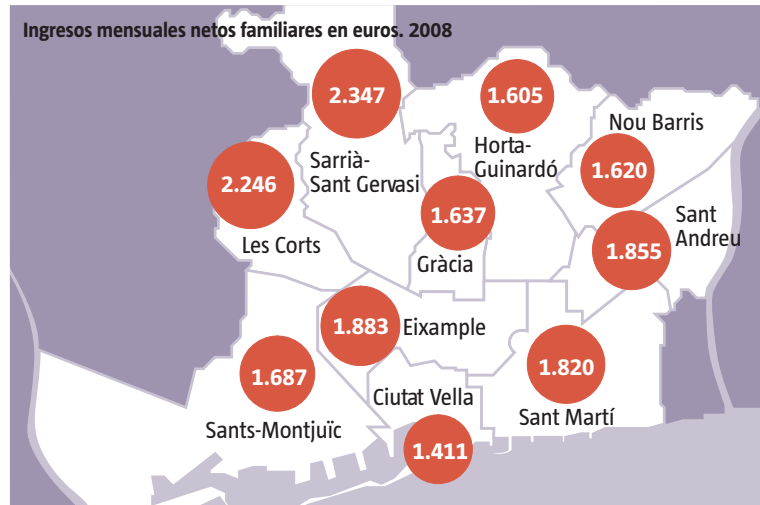 Ingresos mensuales netos familiares en euros. 2008
2.347
Sarrià-
Sant Gervasi
1.605
Horta-
Guinardó
Nou Barris
1.620
2.246
Les Corts
1.637
Gràcia
Sant
Andreu
1.855
1.883
Eixample
1.820
Sant Martí
1.687
Sants-Montjuïc
Ciutat Vella
1.411